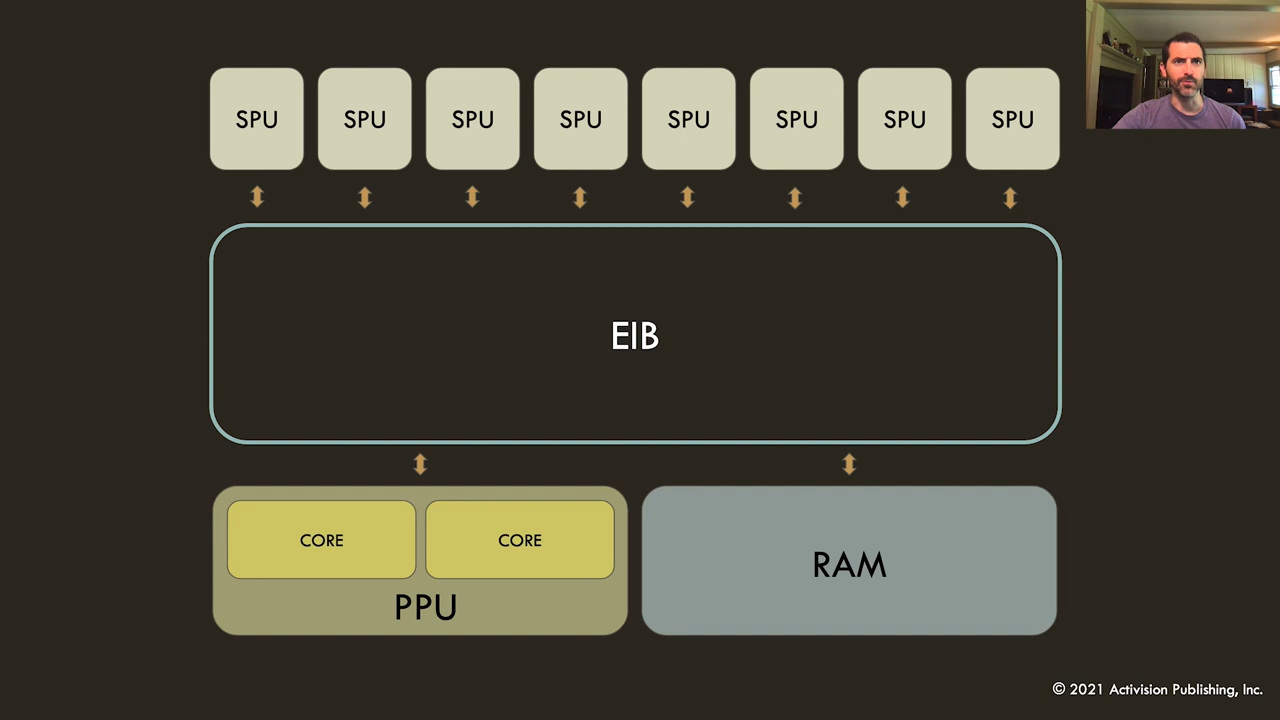 SPU SPU SPU SPU SPU SPU SPU SPU
EIB
CORE CORE
PPU
RAM
© 2021 Activision Publishing, Inc.